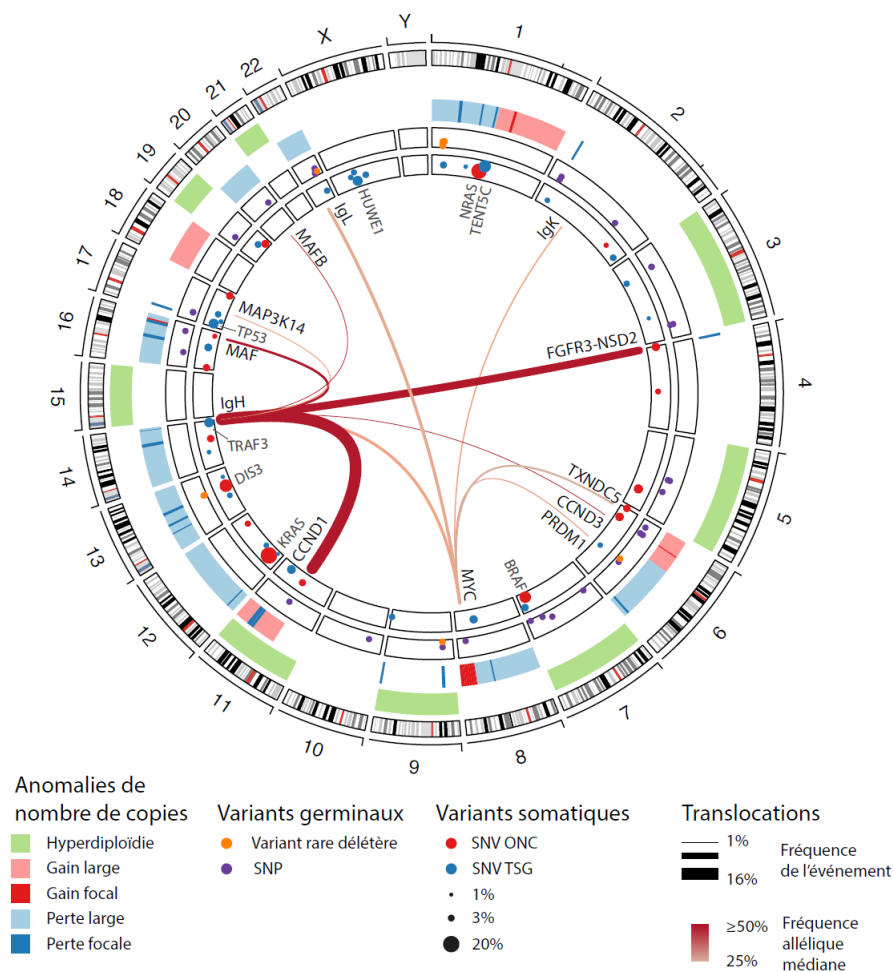 1
2
3
4
5
6
7
8
9
10
11
12
13
14
15
16
17
18
19
20
21
22
X
Y
NRAS
TENT5C
IgK
FGFR3-NSD2
TXNDC5
CCND3
PRDM1
BRAF
MYC
CCND1
KRAS
DIS3
TRAF3
IgH
MAF
TP53
MAP3K14
MAFB
IgL
HUWE1
Anomalies de
nombre de copies
Hyperdiploïdie
Gain large
Gain focal
Perte large
Perte focale
Variants germinaux
Variant rare délétère
SNP
Variants somatiques
SNV ONC
SNV TSG
1%
3%
20%
Translocations
1%
16%
Fréquence
de l'événement
≥50%
25%
Fréquence
allélique
médiane